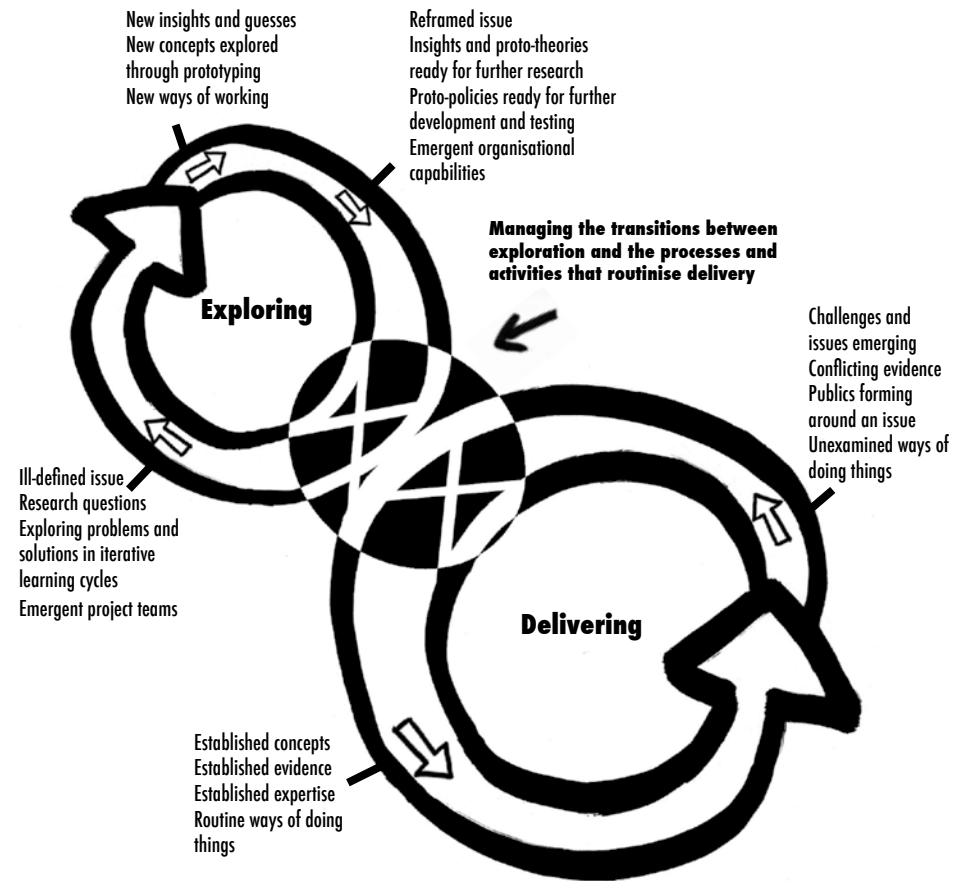 New insights and guesses
New concepts explored
through prototyping
New ways of working
Reframed issue
Insights and proto-theories
ready for further research
Proto-policies ready for further
development and testing
Emergent organisational
capabilities
Managing the transitions between
exploration and the processes and
activities that routinise delivery
Exploring
Challenges and
issues emerging
Conflicting evidence
Publics forming
around an issue
Unexamined ways of
doing things
Ill-defined issue
Research questions
Exploring problems and
solutions in iterative
learning cycles
Emergent project teams
Delivering
Established concepts
Established evidence
Established expertise
Routine ways of doing
things